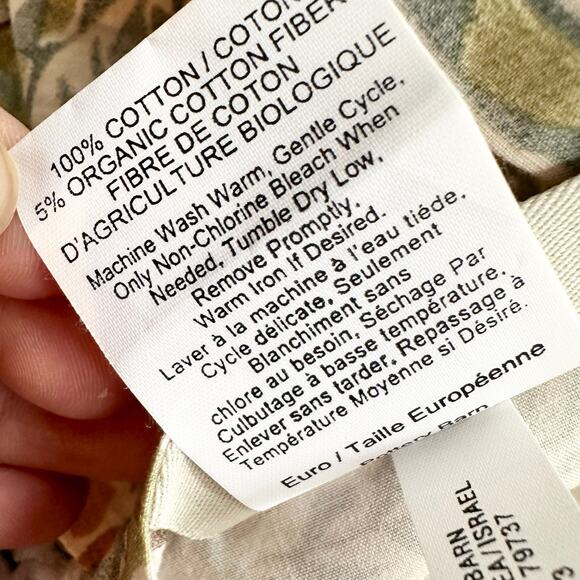 100% COTTON / COTON
5% ORGANIC COTTON FIBER
FIBRE DE COTON
D'AGRICULTURE BIOLOGIQUE
Machine Wash Warm, Gentle Cycle,
Only Non-Chlorine Bleach When
Needed, Tumble Dry Low,
Remove Promptly,
Warm Iron If Desired.
Laver à la machine à l'eau tiéde,
Cycle délicate, Seulement
Blanchiment sans
chlore au besoin, Séchage Par
Culbutage à basse température,
Enlever sans tarder, Repassage à
Température Moyenne si Désiré.
Euro / Taille Européenne
Barn
BARN
/ISRAEL
79737